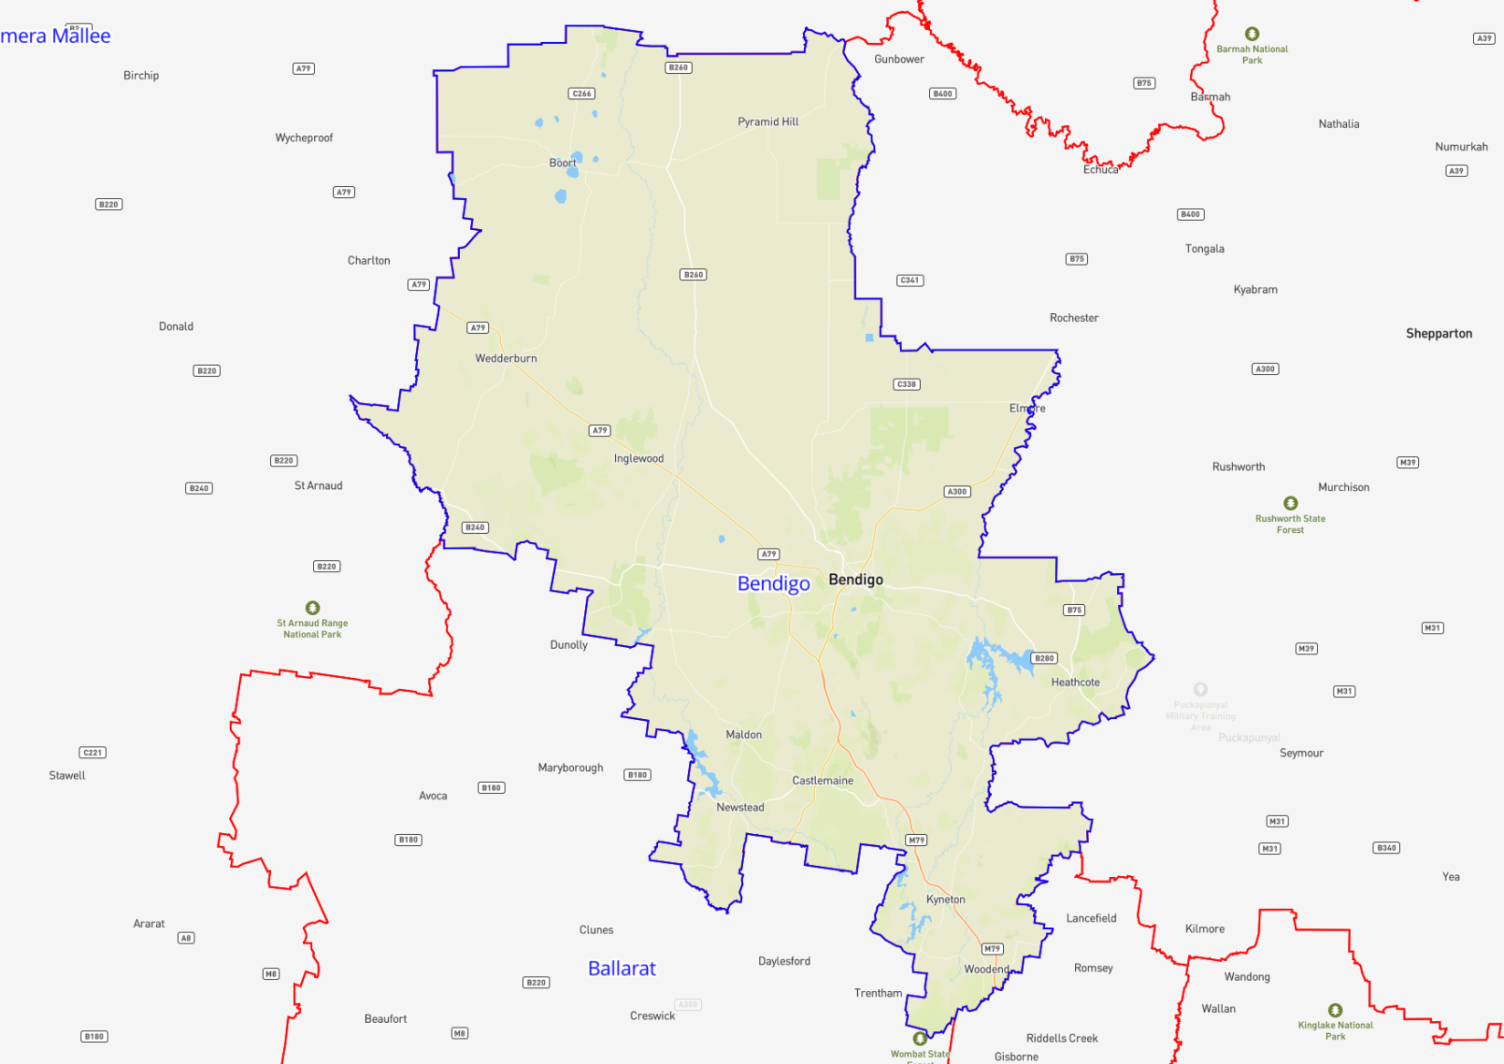 mera Mallee
Birchip
A79
Wycheproof
A79
B220
Charlton
A79
Donald
B220
B260
C266
Pyramid Hill
Boort
B260
A79
Wedderburn
C338
Elmore
A79
Inglewood
A300
B240
A79
Bendigo
Bendigo
B75
B280
Heathcote
Maldon
Castlemaine
Newstead
M79
Kyneton
M79
Woodend
Gunbower
B400
B75
Barmah National
Park
A39
Barmah
Nathalia
Numurkah
A39
Echuca
B400
Tongala
B75
C341
Kyabram
Rochester
Shepparton
A300
Rushworth
M39
Murchison
Rushworth State
Forest
M31
M39
M31
Puckapunyal
Military Training
Area
Puckapunyal
Seymour
M31
M31
B340
Yea
Lancefield
Kilmore
Romsey
Wandong
Wallan
Kinglake National
Park
Riddells Creek
Gisborne
B220
B240
St Arnaud
B220
St Arnaud Range
National Park
Dunolly
C221
Stawell
Maryborough
B180
B180
Avoca
B180
Ararat
A8
M8
Clunes
Ballarat
Daylesford
B220
A300
Creswick
Trentham
Beaufort
M8
B180
Wombat State
Forest